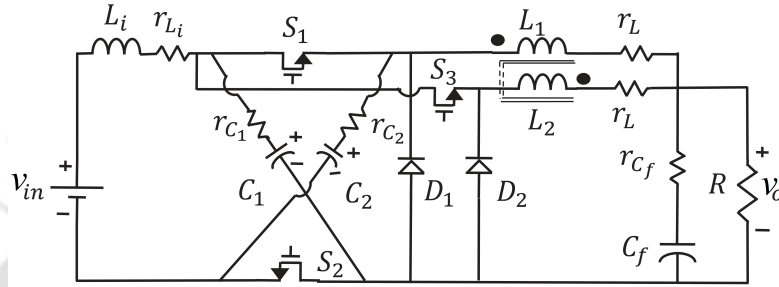 L_i r_{L_i} S_1 L_1 r_L
S_3
L_2 r_L
r_{C_1} r_{C_2} r_{C_f}
+ + + +
v_{in} − C_1 − C_2 D_1 D_2 R v_o
− C_f −
S_2